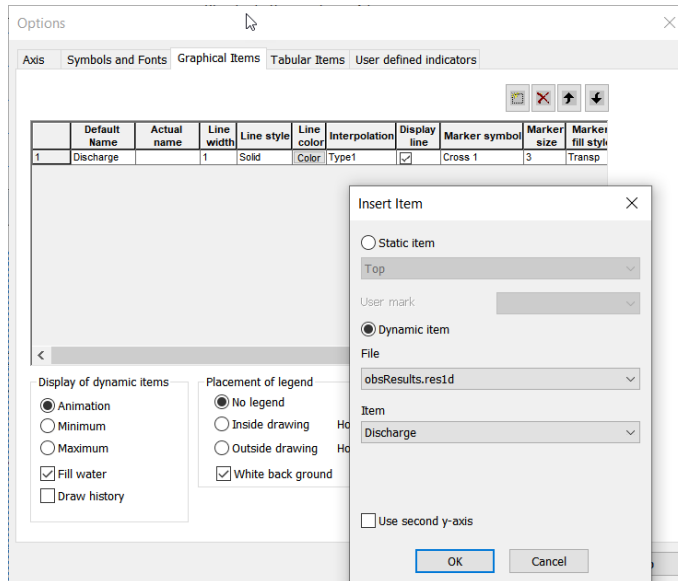 Options
Axis Symbols and Fonts Graphical Items Tabular Items User defined indicators
Default Name Actual name Line width Line style Line color Interpolation Display line Marker symbol Marker size Marker fill style
1 Discharge 1 Solid Color Type1 Cross 1 3 Transp
Insert Item
Static item
Top
User mark
Dynamic item
File
obsResults.res1d
Item
Discharge
Use second y-axis
OK Cancel
Display of dynamic items
Animation
Minimum
Maximum
Fill water
Draw history
Placement of legend
No legend
Inside drawing Ho
Outside drawing Ho
White back ground